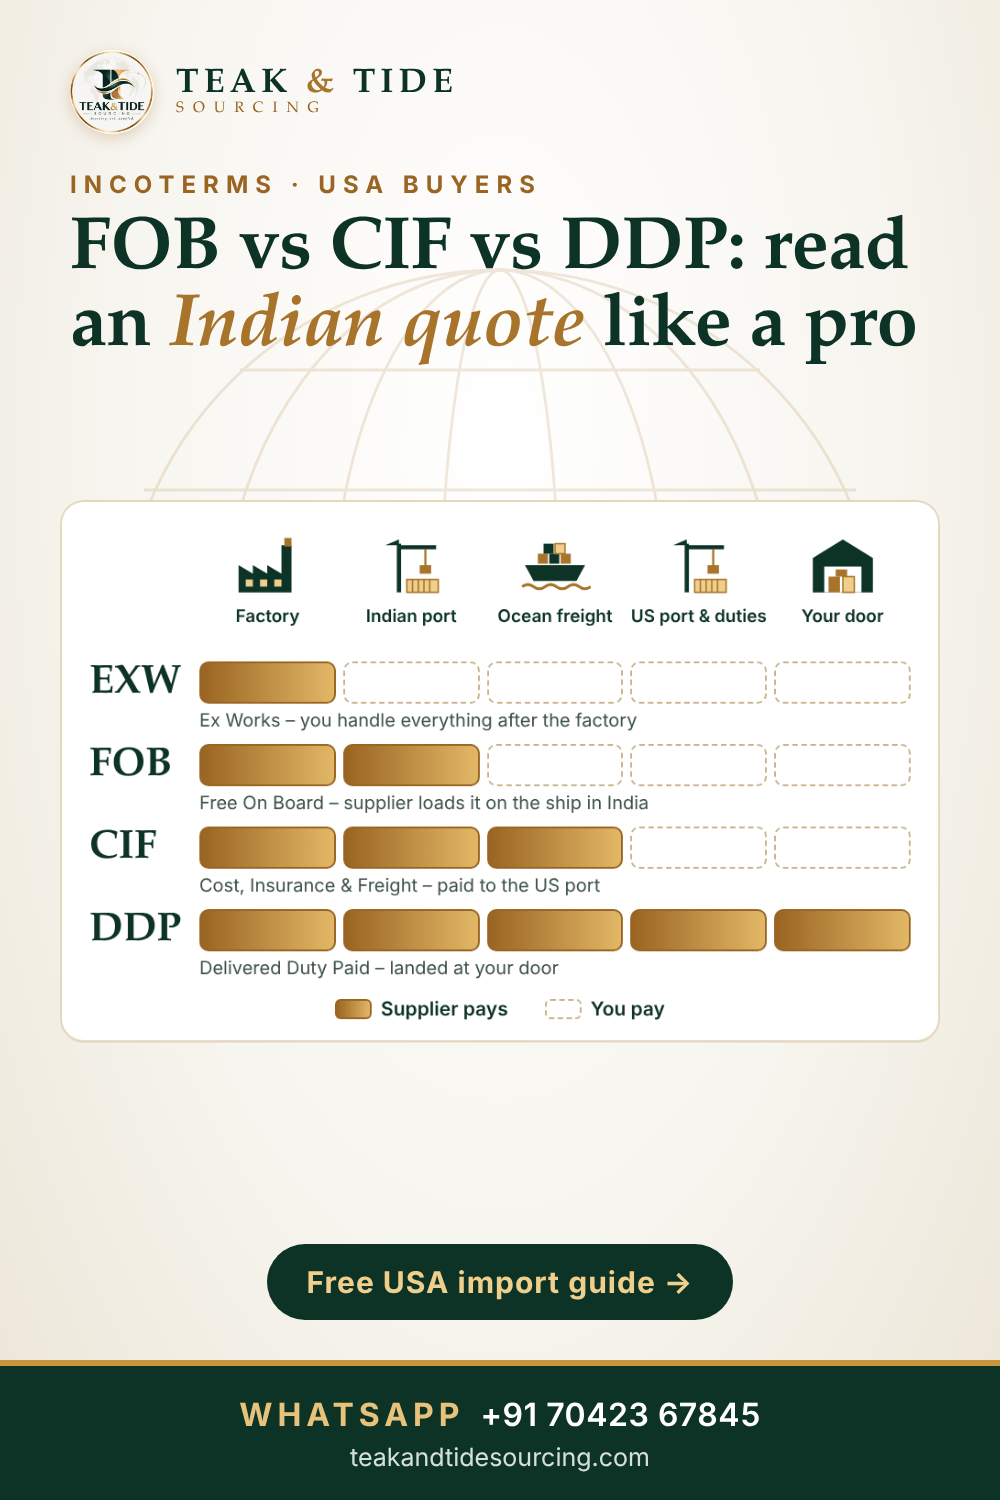 TEAK&TIDE
SOURCING
TEAK & TIDE
SOURCING
INCOTERMS · USA BUYERS
FOB vs CIF vs DDP: read
an Indian quote like a pro
Factory
Indian port
Ocean freight
US port & duties
Your door
EXW
Ex Works – you handle everything after the factory
FOB
Free On Board – supplier loads it on the ship in India
CIF
Cost, Insurance & Freight – paid to the US port
DDP
Delivered Duty Paid – landed at your door
Supplier pays
You pay
Free USA import guide →
WHATSAPP +91 70423 67845
teakandtidesourcing.com